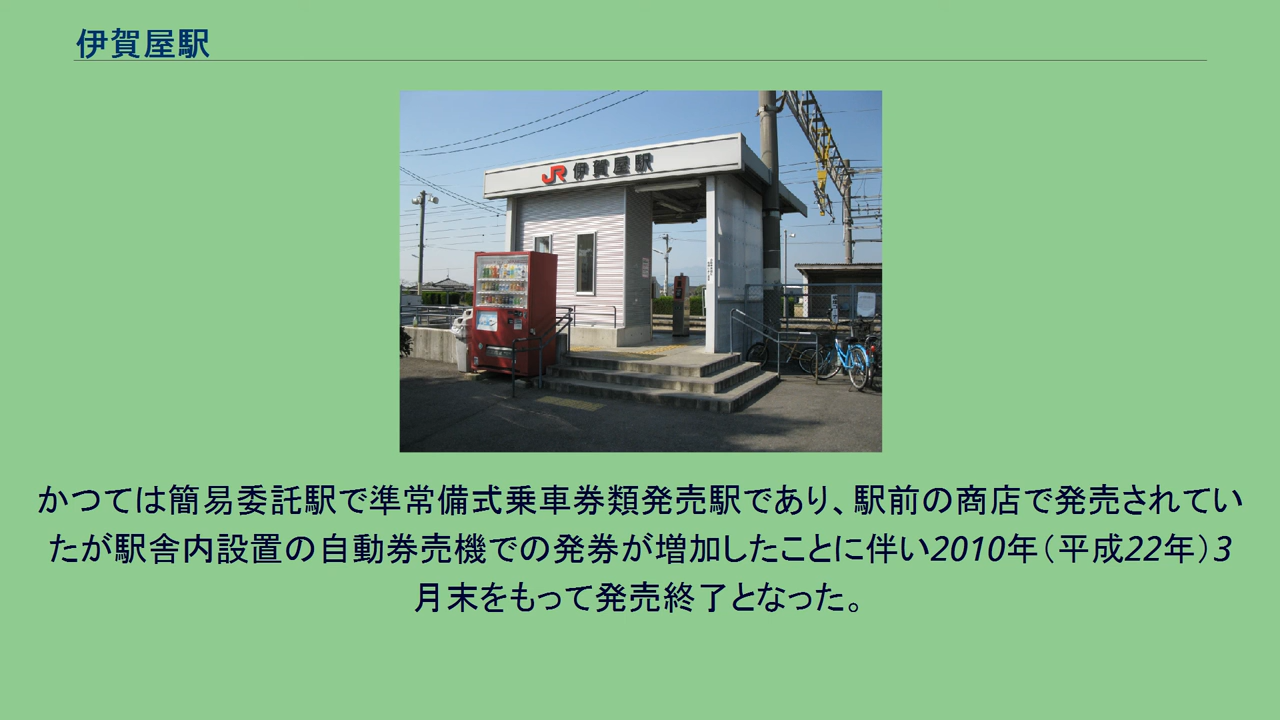 伊賀屋駅
JR 伊賀屋駅
かつては簡易委託駅で準常備式乗車券類発売駅であり、駅前の商店で発売されてい
たが駅舎内設置の自動券売機での発券が増加したことに伴い2010年（平成22年）3
月末をもって発売終了となった。